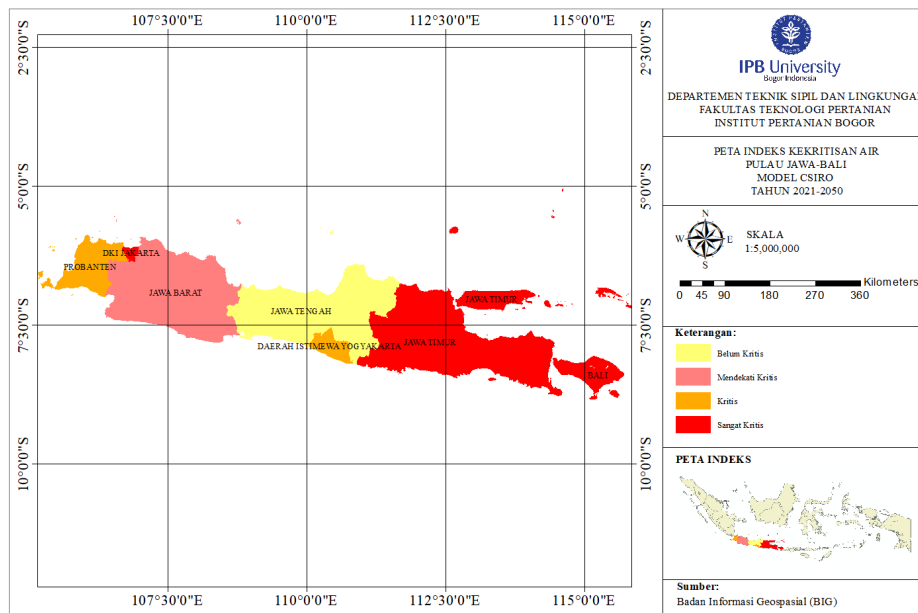 107°30'0"E
110°0'0"E
112°30'0"E
115°0'0"E
2°30'0"S
2°30'0"S
5°0'0"S
5°0'0"S
7°30'0"S
7°30'0"S
10°0'0"S
10°0'0"S
DKI JAKARTA
PROBANTEN
JAWA BARAT
JAWA TENGAH
DAERAH ISTIMEWA YOGYAKARTA
JAWA TIMUR
JAWA TIMUR
BALI
107°30'0"E
110°0'0"E
112°30'0"E
115°0'0"E
INSTITUT PERTANIAN
BOGOR
IPB University
Bogor Indonesia
DEPARTEMEN TEKNIK SIPIL DAN LINGKUNGAN
FAKULTAS TEKNOLOGI PERTANIAN
INSTITUT PERTANIAN BOGOR
PETA INDEKS KEKRITISAN AIR
PULAU JAWA-BALI
MODEL CSIRO
TAHUN 2021-2050
N
W
E
S
SKALA
1:5,000,000
Kilometers
0 45 90 180 270 360
Keterangan:
Belum Kritis
Mendekati Kritis
Kritis
Sangat Kritis
PETA INDEKS
Sumber:
Badan Informasi Geospasial (BIG)